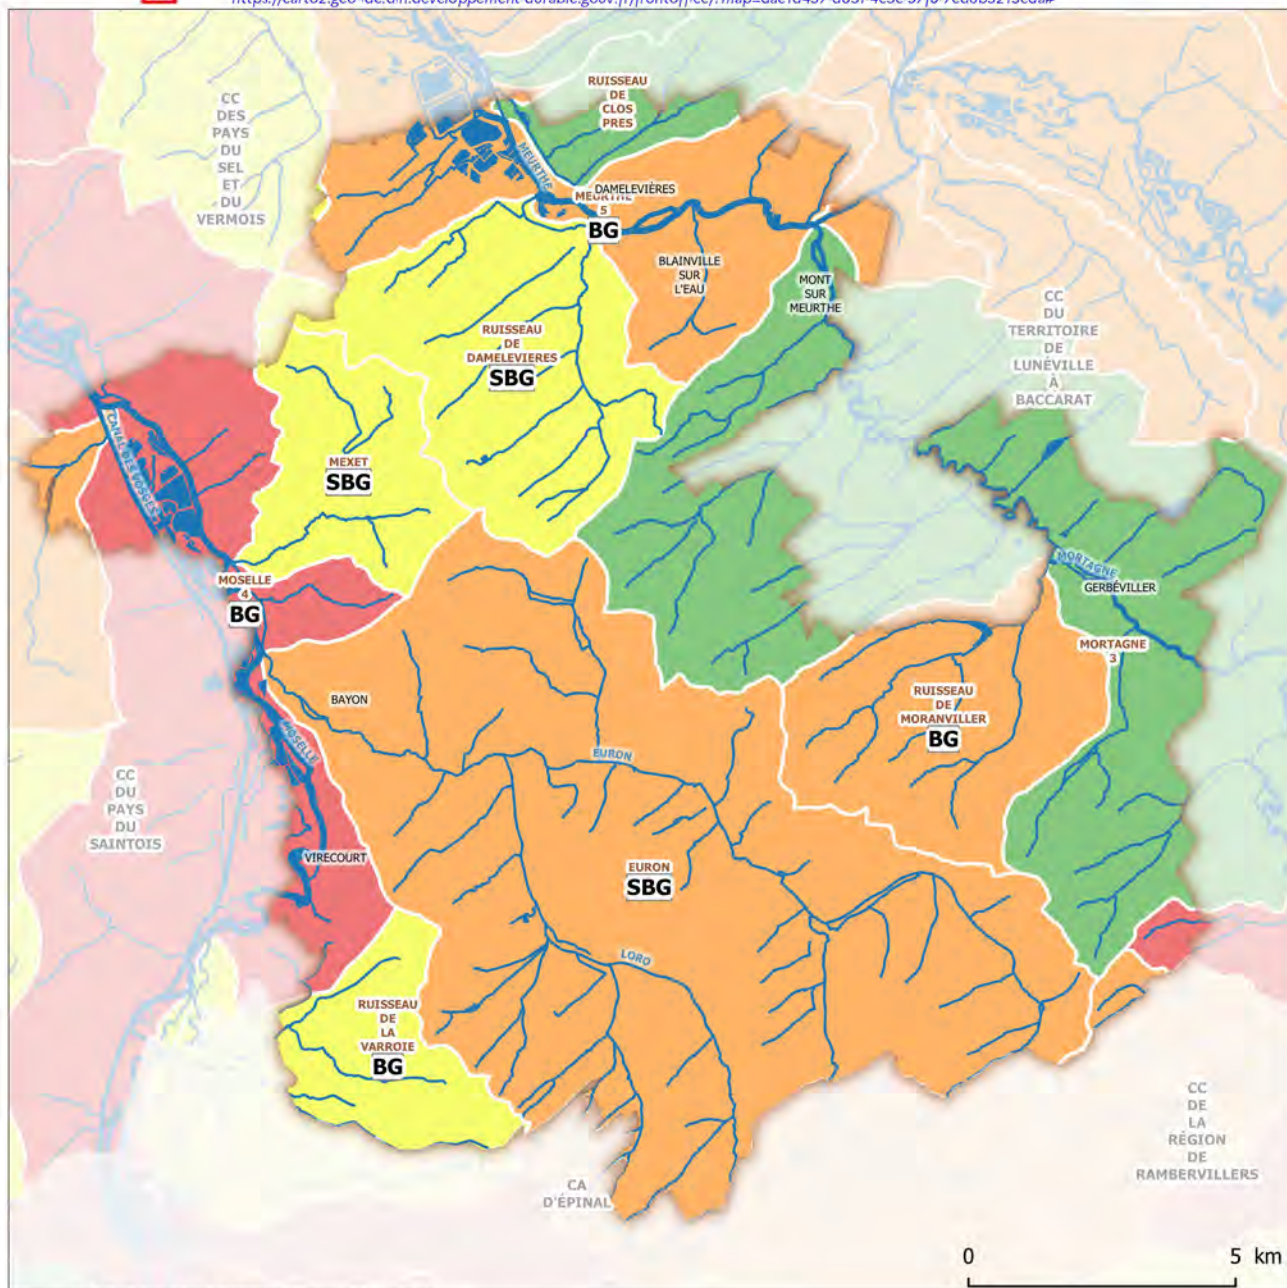 RUISSEAU
DE
CLOS
PRES
CC
DES
PAYS
DU
SEL
ET
DU
VERMOIS
MEURTHE
DAMELEVIÈRES
MEURTHE
5
BG
BLAINVILLE
SUR
L'EAU
MONT
SUR
MEURTHE
CC
DU
TERRITOIRE
DE
LUNÉVILLE
À
BACCARAT
RUISSEAU
DE
DAMELEVIERES
SBG
CANAL DES VOSGES
MEXET
SBG
MORTAGNE
GERBÉVILLER
MOSELLE
4
BG
MORTAGNE
3
BAYON
RUISSEAU
DE
MORANVILLER
BG
MOSELLE
EURON
CC
DU
PAYS
DU
SAINTOIS
VIRECOURT
EURON
SBG
LORO
RUISSEAU
DE
LA
VARROIE
BG
CC
DE
LA
RÉGION
DE
RAMBERVILLERS
CA
D'ÉPINAL
0 5 km